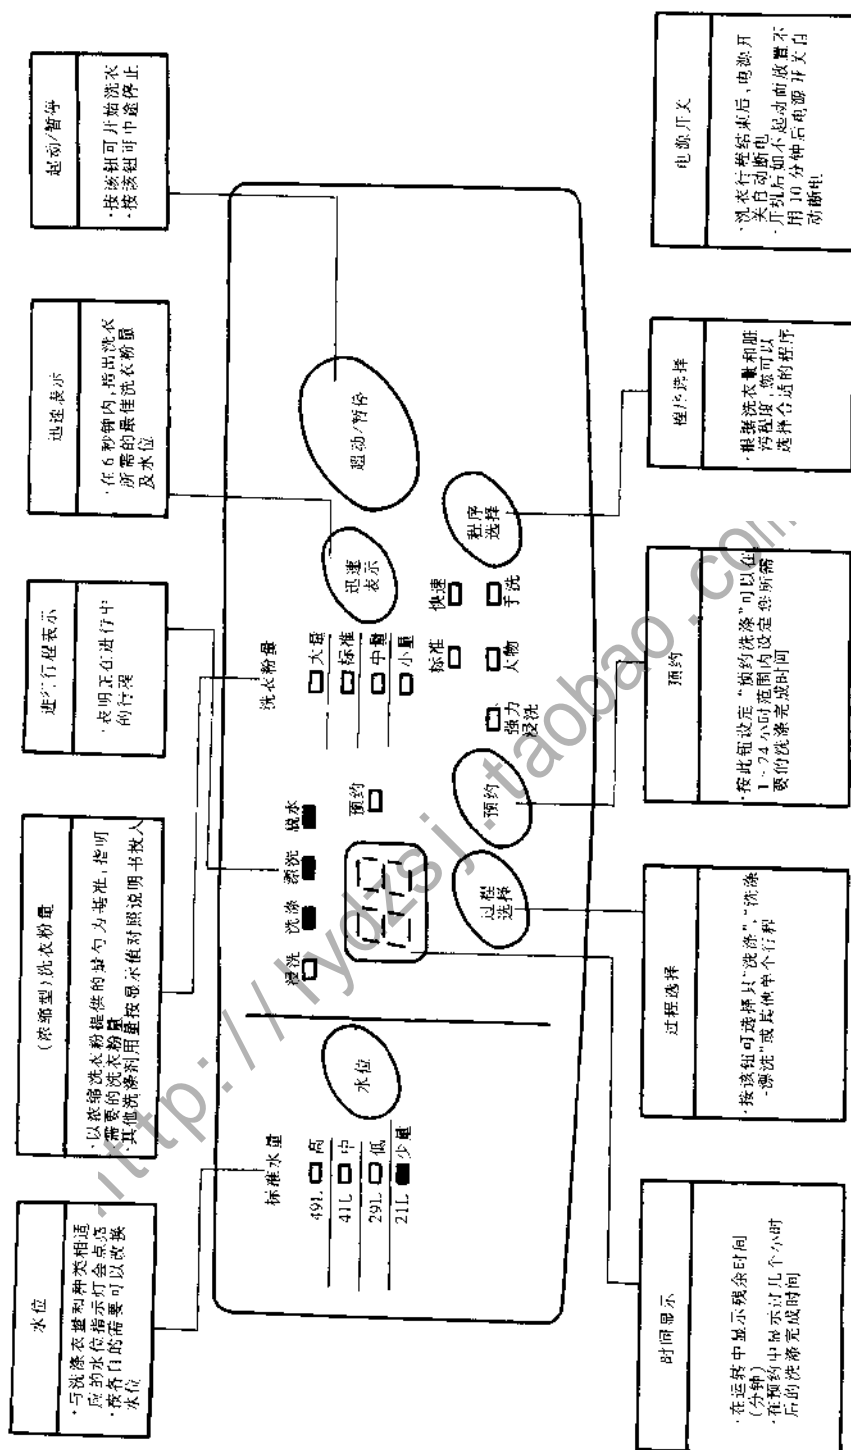 水位
·与洗涤衣量和种类相适
应的水位指示灯会点亮
·按各自的需要可以改换
水位
(浓缩型)洗衣粉量
·以浓缩洗衣粉提供的量勺为基准,指明
需要的洗衣粉量
·其他洗涤剂用量按显示值对照说明书投入
进行行程表示
·表明正在进行中
的行程
迅速表示
·在6秒钟内,指出洗衣
所需的最佳洗衣粉量
及水位
起动/暂停
·按该钮可开始洗衣
·按该钮可中途停止
标准水量
49L 高
41L 中
29L 低
21L 少量
水位
浸洗 洗涤 漂洗 脱水
预约
洗衣粉量
大量
标准
中量
小量
迅速
表示
起动/暂停
过程
选择
预约
强力
浸洗
标准
大物
快速
手洗
程序
选择
时间显示
·在运转中显示残余时间
(分钟)
·在预约中显示过几个小时
后的洗涤完成时间
过程选择
·按该钮可选择只“洗涤”,“洗涤
-漂洗”或其他单个行程
预约
·按此钮设定“预约洗涤”可以在
1-24小时范围内设定您所需
要的洗涤完成时间
程序选择
·根据洗衣量和脏
污程度,您可以
选择合适的程序
电源开关
·洗衣行程结束后,电源开
关自动断电
·开机后如不起动而放置不
用10分钟后电源开关自
动断电
http://lydzsj.taobao.com/